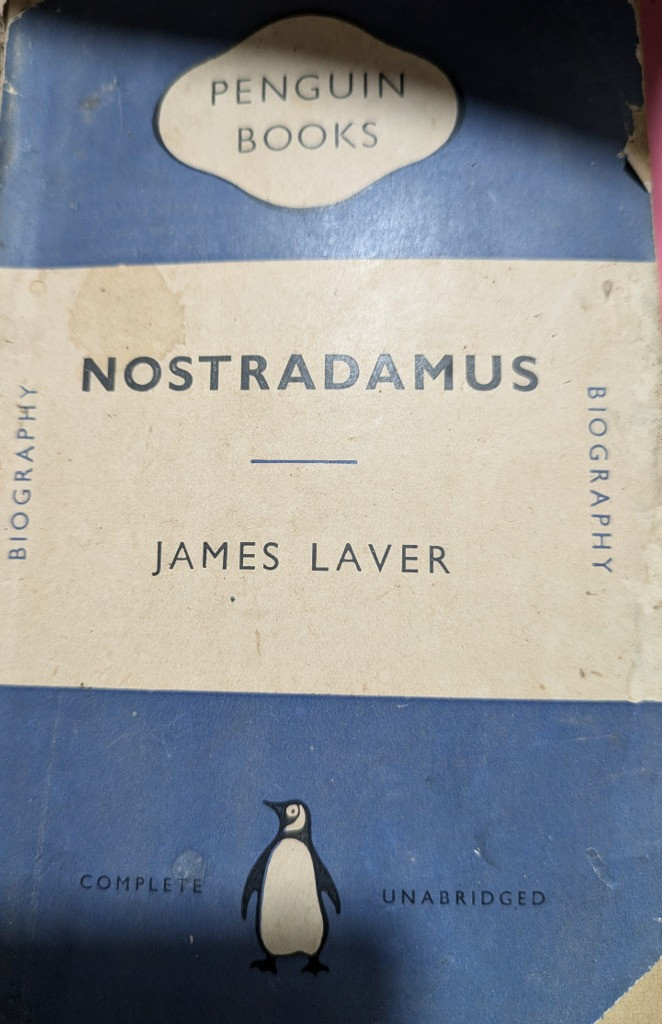 PENGUIN
BOOKS
NOSTRADAMUS
BIOGRAPHY
BIOGRAPHY
JAMES LAVER
COMPLETE
UNABRIDGED